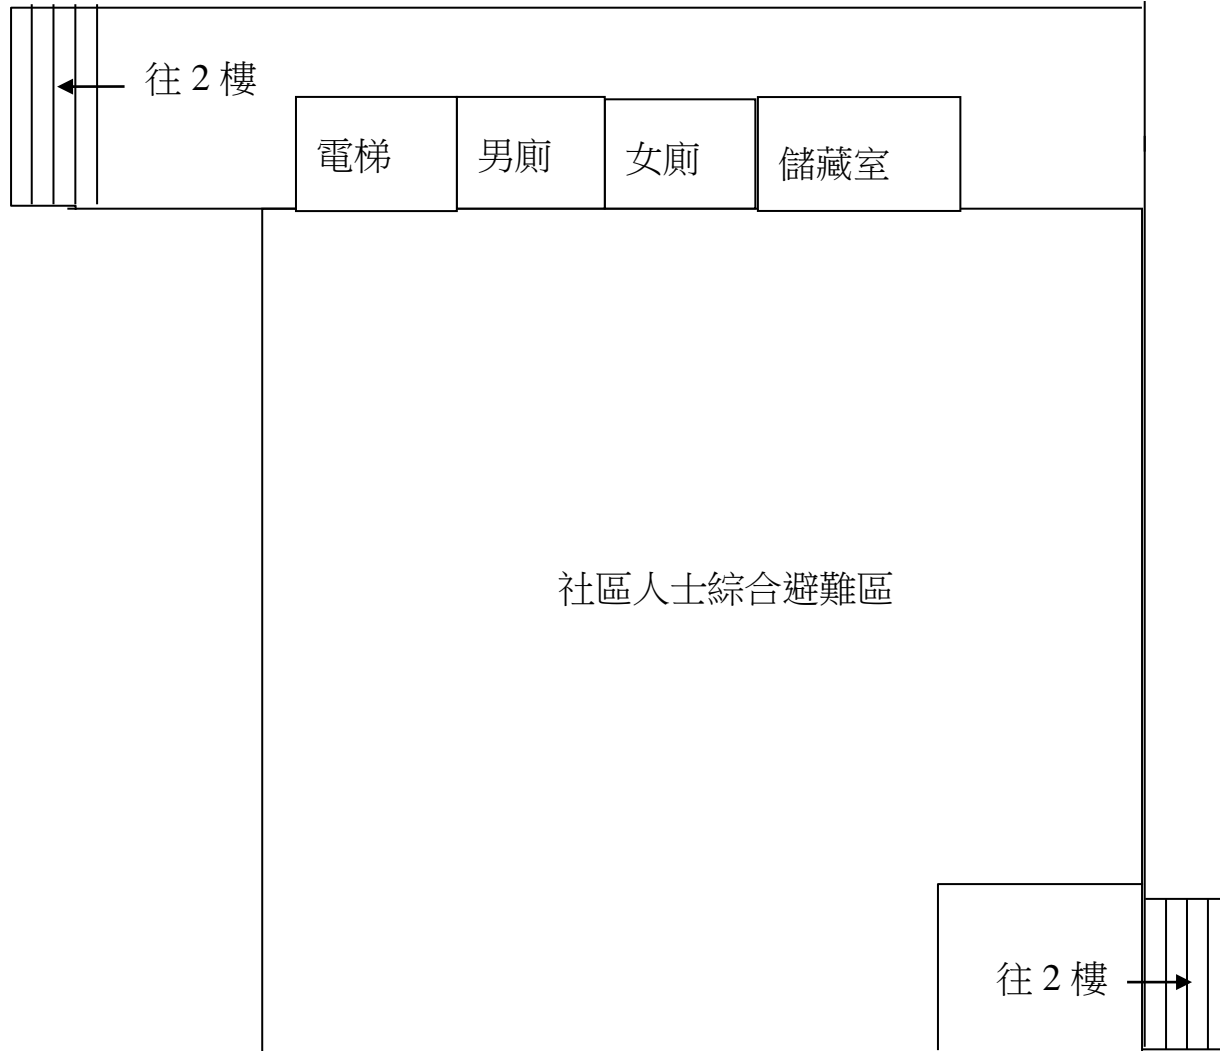 往 2 樓
電梯
男廁
女廁
儲藏室
社區人士綜合避難區
往 2 樓